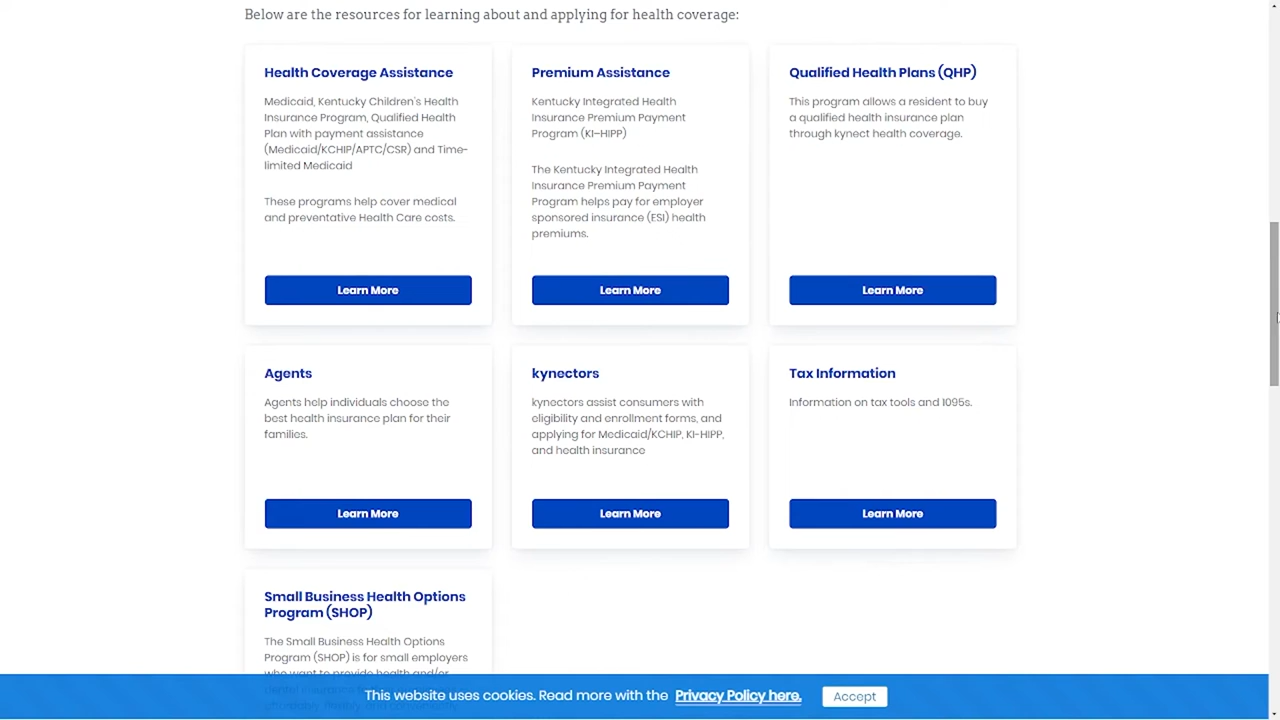 Below are the resources for learning about and applying for health coverage:
Health Coverage Assistance
Medicaid, Kentucky Children's Health
Insurance Program, Qualified Health
Plan with payment assistance
(Medicaid/KCHIP/APTC/CSR) and Time-
limited Medicaid
These programs help cover medical
and preventative Health Care costs.
Learn More
Premium Assistance
Kentucky Integrated Health
Insurance Premium Payment
Program (KI-HIPP)
The Kentucky Integrated Health
Insurance Premium Payment
Program helps pay for employer
sponsored insurance (ESI) health
premiums.
Learn More
Qualified Health Plans (QHP)
This program allows a resident to buy
a qualified health insurance plan
through kynect health coverage.
Learn More
Agents
Agents help individuals choose the
best health insurance plan for their
families.
Learn More
kynectors
kynectors assist consumers with
eligibility and enrollment forms, and
applying for Medicaid/KCHIP, KI-HIPP,
and health insurance
Learn More
Tax Information
Information on tax tools and 1095s.
Learn More
Small Business Health Options
Program (SHOP)
The Small Business Health Options
Program (SHOP) is for small employers
who want to provide health and/or
This website uses cookies. Read more with the Privacy Policy here. Accept